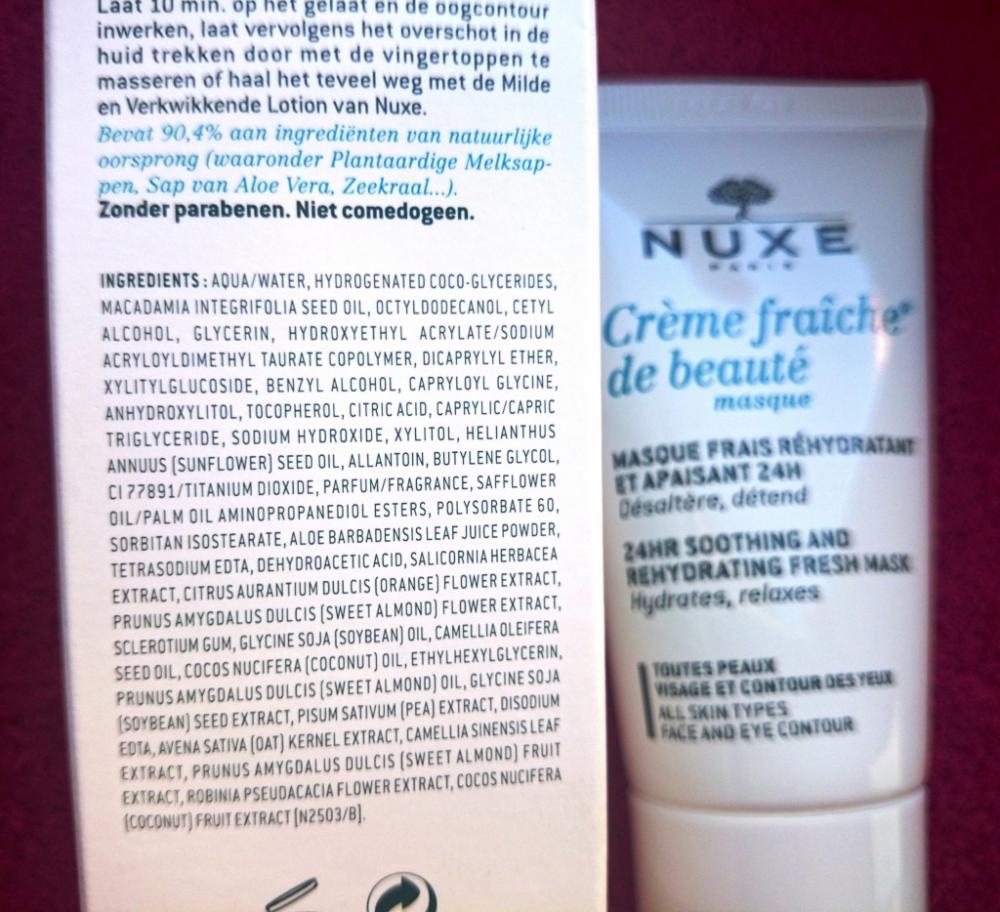 Laat 10 min. op het gelaat en de oogcontour
inwerken, laat vervolgens het overschot in de
huid trekken door met de vingertoppen te
masseren of haal het teveel weg met de Milde
en Verkwikkende Lotion van Nuxe.
Bevat 90,4% aan ingrediënten van natuurlijke
oorsprong (waaronder Plantaardige Melksap-
pen, Sap van Aloe Vera, Zeekraal...).
Zonder parabenen. Niet comedogeen.
INGREDIENTS : AQUA/WATER, HYDROGENATED COCO-GLYCERIDES,
MACADAMIA INTEGRIFOLIA SEED OIL, OCTYLDODECANOL, CETYL
ALCOHOL, GLYCERIN, HYDROXYETHYL ACRYLATE/SODIUM
ACRYLOYLDIMETHYL TAURATE COPOLYMER, DICAPRYLYL ETHER,
XYLITYLGLUCOSIDE, BENZYL ALCOHOL, CAPRYLOYL GLYCINE,
ANHYDROXYLITOL, TOCOPHEROL, CITRIC ACID, CAPRYLIC/CAPRIC
TRIGLYCERIDE, SODIUM HYDROXIDE, XYLITOL, HELIANTHUS
ANNUUS (SUNFLOWER) SEED OIL, ALLANTOIN, BUTYLENE GLYCOL,
CI 77891/TITANIUM DIOXIDE, PARFUM/FRAGRANCE, SAFFLOWER
OIL/PALM OIL AMINOPROPANEDIOL ESTERS, POLYSORBATE 60,
SORBITAN ISOSTEARATE, ALOE BARBADENSIS LEAF JUICE POWDER,
TETRASODIUM EDTA, DEHYDROACETIC ACID, SALICORNIA HERBACEA
EXTRACT, CITRUS AURANTIUM DULCIS (ORANGE) FLOWER EXTRACT,
PRUNUS AMYGDALUS DULCIS (SWEET ALMOND) FLOWER EXTRACT,
SCLEROTIUM GUM, GLYCINE SOJA (SOYBEAN) OIL, CAMELLIA OLEIFERA
SEED OIL, COCOS NUCIFERA (COCONUT) OIL, ETHYLHEXYLGLYCERIN,
PRUNUS AMYGDALUS DULCIS (SWEET ALMOND) OIL, GLYCINE SOJA
(SOYBEAN) SEED EXTRACT, PISUM SATIVUM (PEA) EXTRACT, DISODIUM
EDTA, AVENA SATIVA (OAT) KERNEL EXTRACT, CAMELLIA SINENSIS LEAF
EXTRACT, PRUNUS AMYGDALUS DULCIS (SWEET ALMOND) FRUIT
EXTRACT, ROBINIA PSEUDACACIA FLOWER EXTRACT, COCOS NUCIFERA
(COCONUT) FRUIT EXTRACT [N2503/B].
NUXE
PARIS
Crème fraîche®
de beauté
masque
MASQUE FRAIS RÉHYDRATANT
ET APAISANT 24H
Désaltère, détend
24HR SOOTHING AND
REHYDRATING FRESH MASK
Hydrates, relaxes
TOUTES PEAUX
VISAGE ET CONTOUR DES YEUX
ALL SKIN TYPES
FACE AND EYE CONTOUR